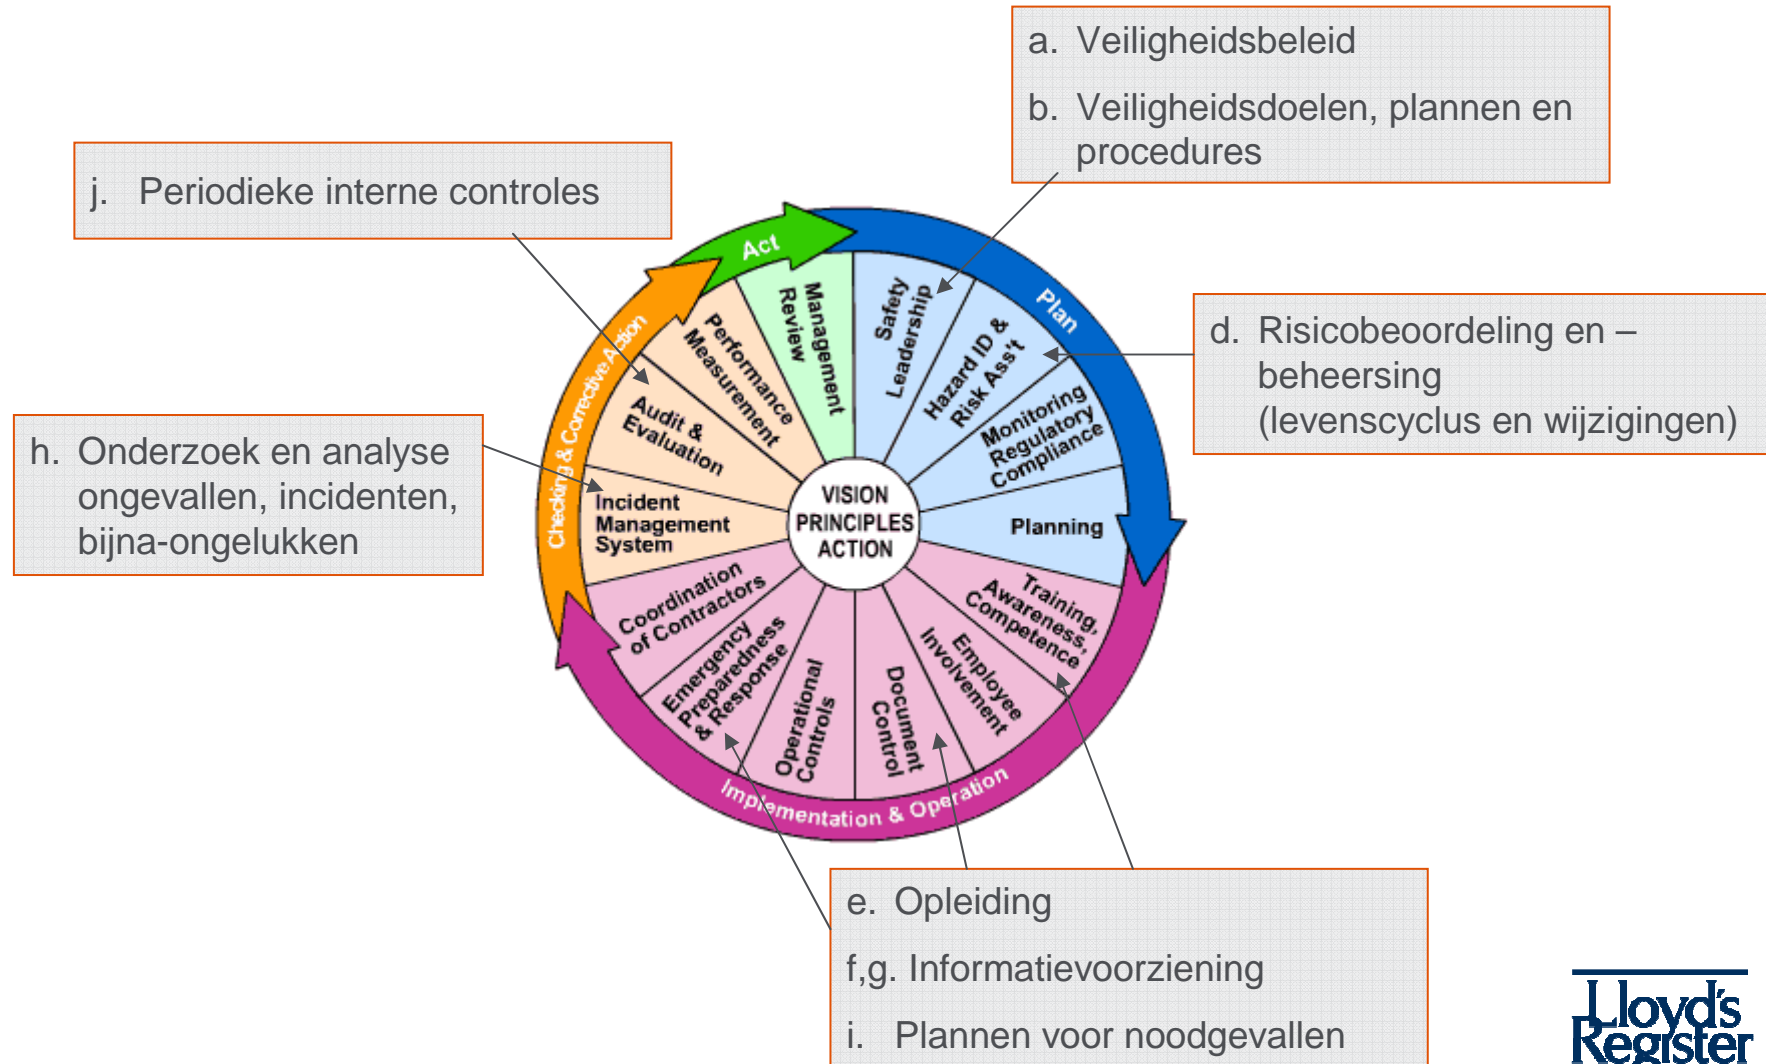 a. Veiligheidsbeleid
b. Veiligheidsdoelen, plannen en
procedures
j. Periodieke interne controles
d. Risicobeoordeling en –
beheersing
(levenscyclus en wijzigingen)
h. Onderzoek en analyse
ongevallen, incidenten,
bijna-ongelukken
Act
Plan
Implementation & Operation
Checking & Corrective Action
Safety
Leadership
Hazard ID &
Risk Ass't
Monitoring
Regulatory
Compliance
Planning
Training,
Awareness,
Competence
Employee
Involvement
Document
Control
Operational
Controls
Emergency
Preparedness
& Response
Coordination
of Contractors
Incident
Management
System
Audit &
Evaluation
Performance
Measurement
Management
Review
VISION
PRINCIPLES
ACTION
e. Opleiding
f,g. Informatievoorziening
i. Plannen voor noodgevallen
Lloyd's
Register